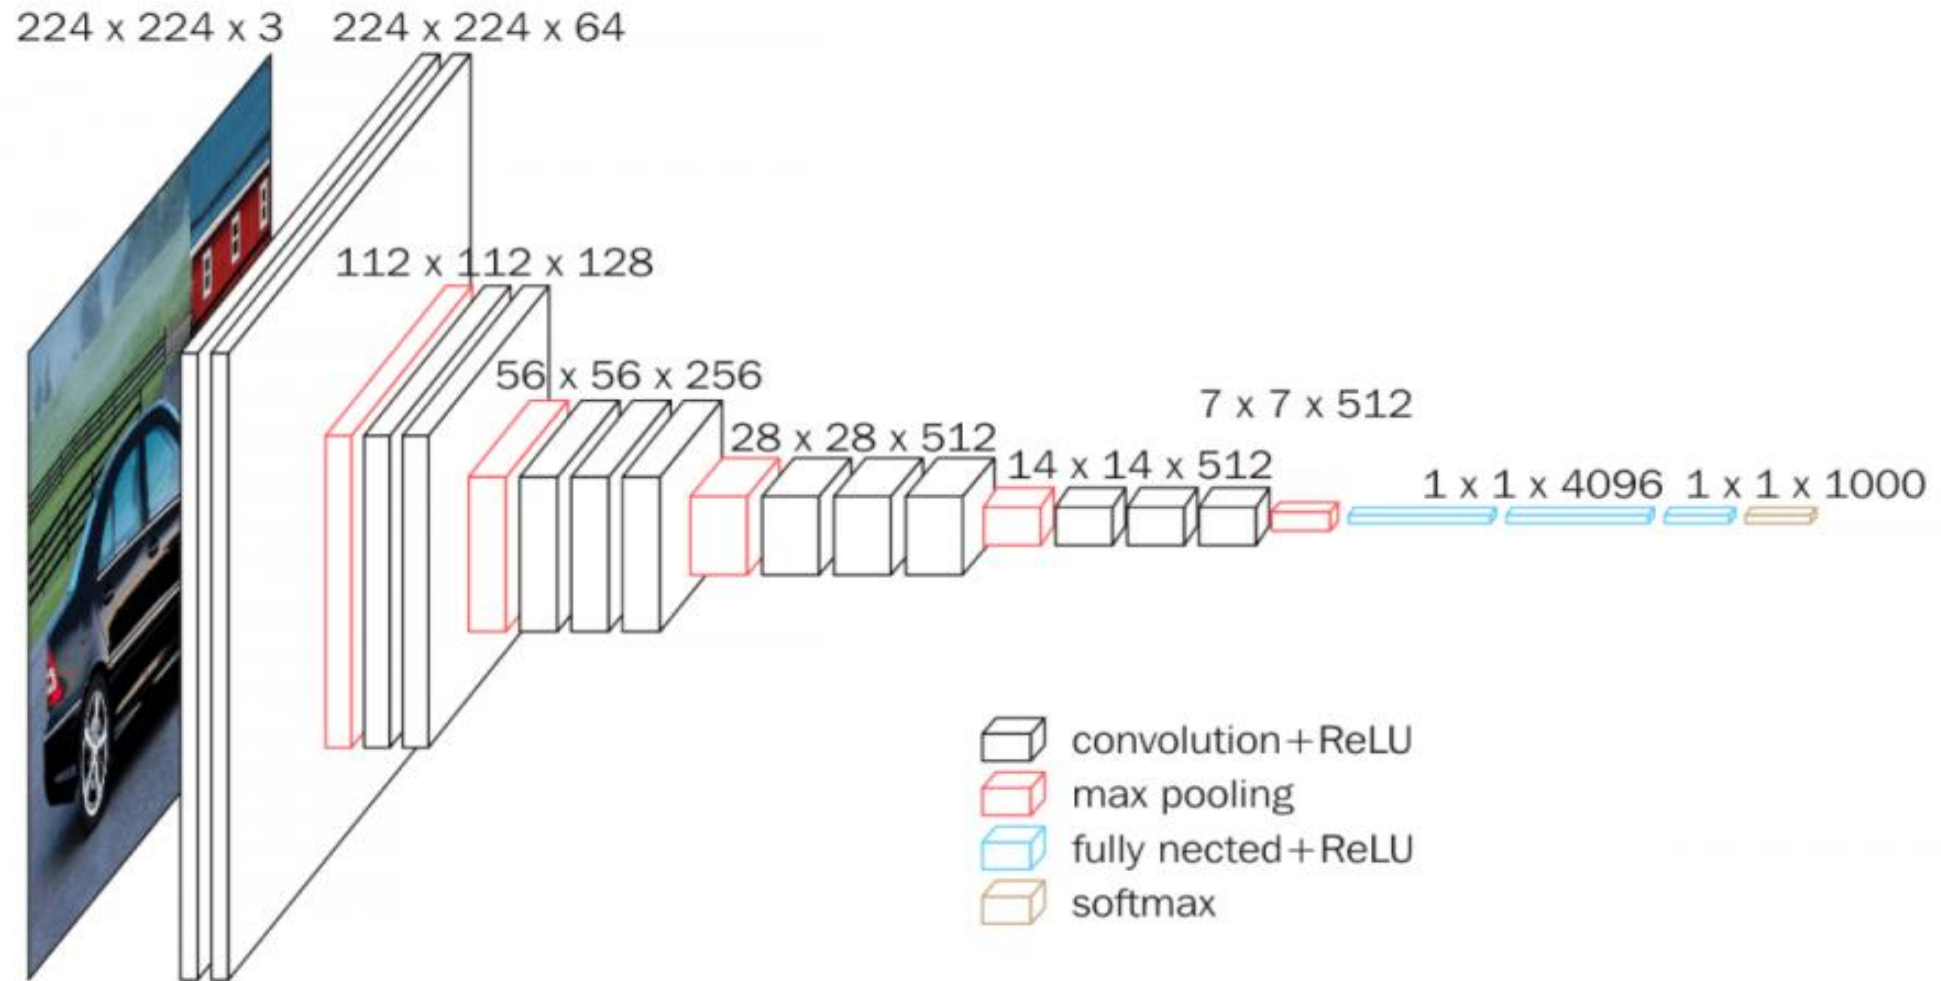 224 x 224 x 3
224 x 224 x 64
112 x 112 x 128
56 x 56 x 256
28 x 28 x 512
14 x 14 x 512
7 x 7 x 512
1 x 1 x 4096
1 x 1 x 1000
convolution+ReLU
max pooling
fully nected+ReLU
softmax